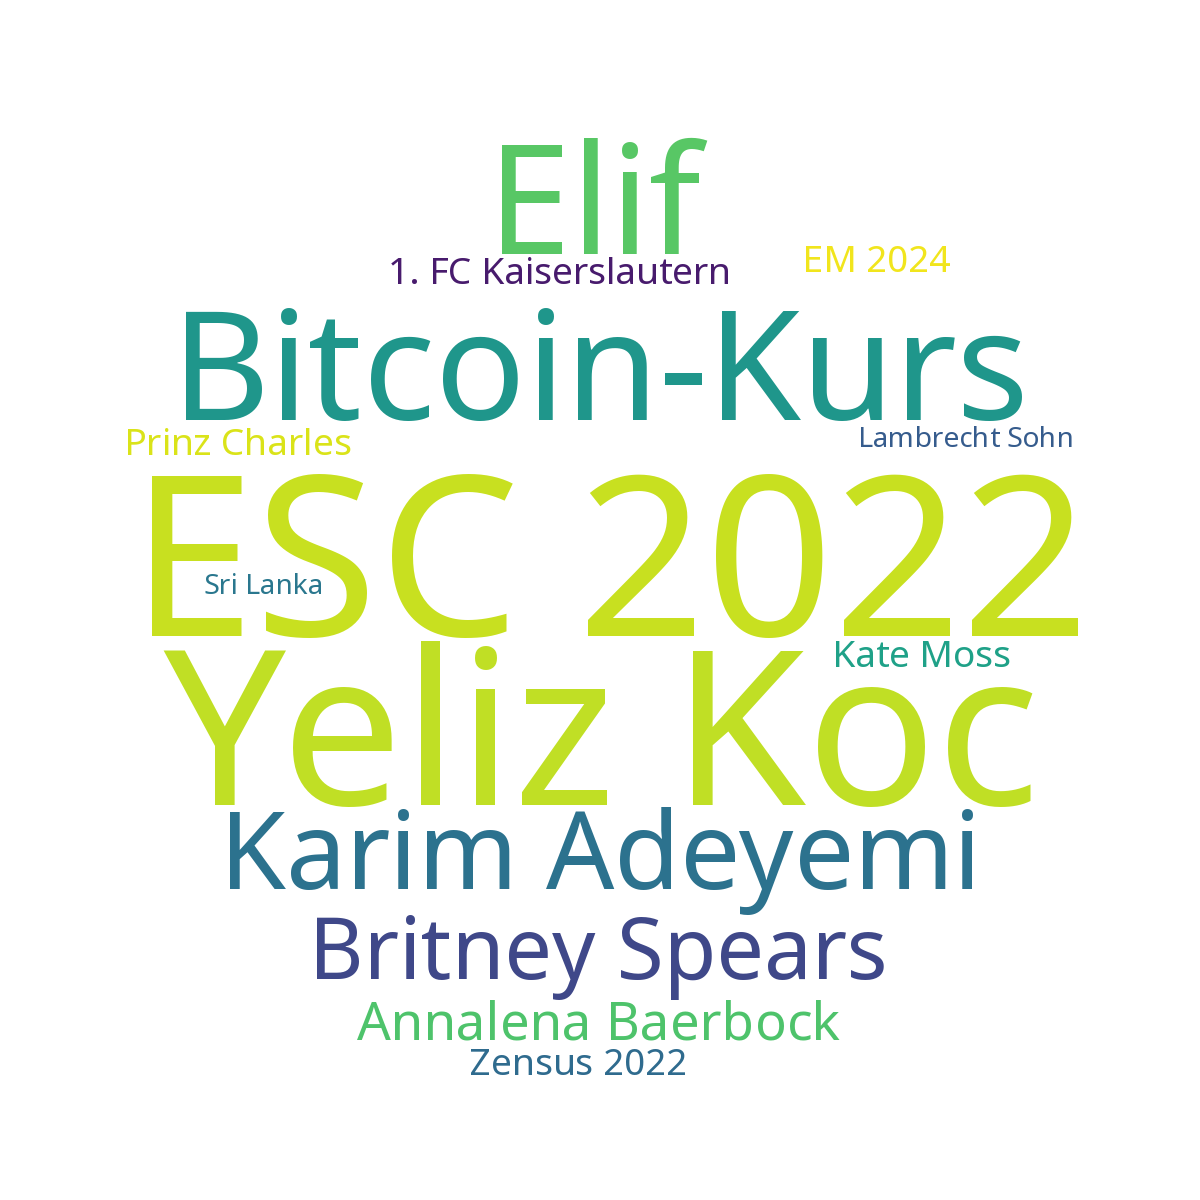 Elif
1. FC Kaiserslautern
EM 2024
Bitcoin-Kurs
Prinz Charles
Lambrecht Sohn
ESC 2022
Sri Lanka
Kate Moss
Yeliz Koc
Karim Adeyemi
Britney Spears
Annalena Baerbock
Zensus 2022